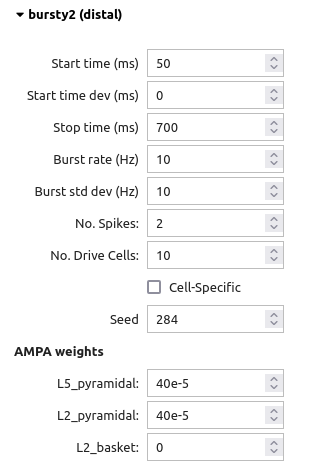 bursty2 (distal)
Start time (ms) 50
Start time dev (ms) 0
Stop time (ms) 700
Burst rate (Hz) 10
Burst std dev (Hz) 10
No. Spikes: 2
No. Drive Cells: 10
Cell-Specific
Seed 284
AMPA weights
L5_pyramidal: 40e-5
L2_pyramidal: 40e-5
L2_basket: 0